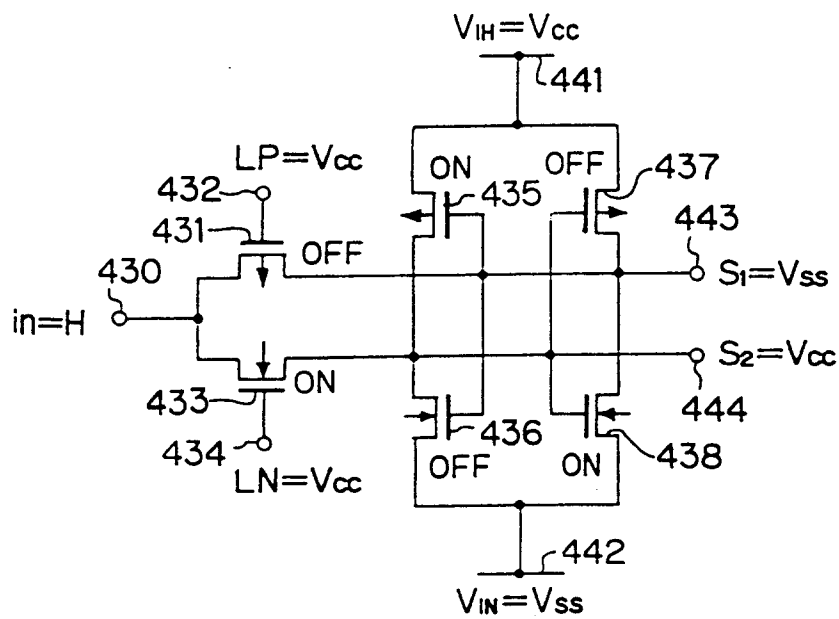 VIH=VCC
441
LP=VCC
432
ON
OFF
437
435
431
OFF
443
430
S1=VSS
in=H
S2=VCC
433
ON
444
434
436
438
OFF
ON
LN=VCC
442
VIN=VSS